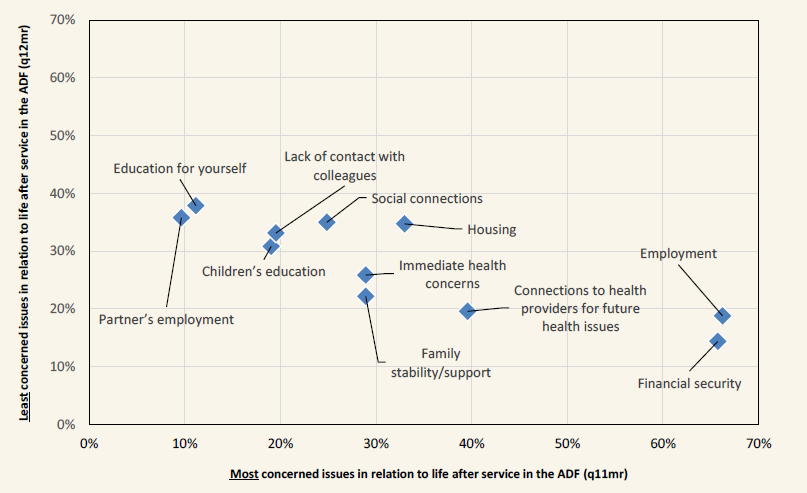 70%
60%
50%
40%
30%
20%
10%
0%
Least concerned issues in relation to life after service in the ADF (q12mr)
Education for yourself
Lack of contact with
colleagues
Social connections
Housing
Children's education
Immediate health
concerns
Employment
Partner's employment
Connections to health
providers for future
health issues
Family
stability/support
Financial security
0%
10%
20%
30%
40%
50%
60%
70%
Most concerned issues in relation to life after service in the ADF (q11mr)